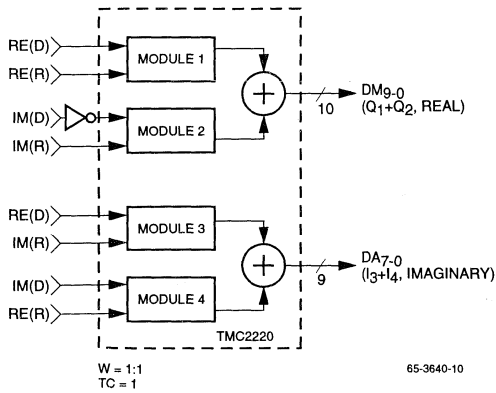 RE(D)
RE(R)
MODULE 1
IM(D)
IM(R)
MODULE 2
+
10
DM9-0
(Q1+Q2, REAL)
RE(D)
IM(R)
MODULE 3
IM(D)
RE(R)
MODULE 4
+
9
DA7-0
(I3+I4, IMAGINARY)
TMC2220
W = 1:1
TC = 1
65-3640-10